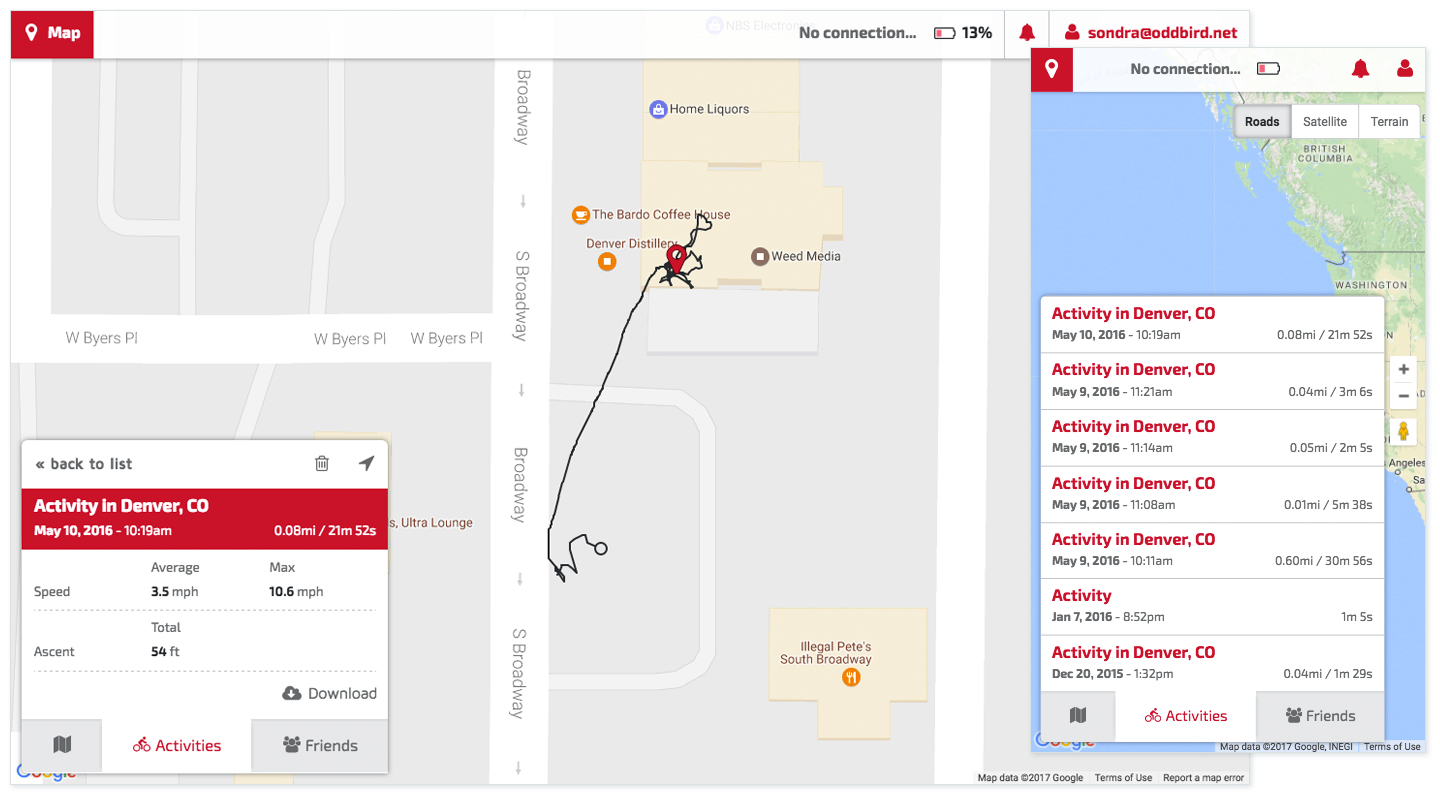 Map
NBS Electronics
No connection...
13%
sondra@oddbird.net
Broadway
Home Liquors
The Bardo Coffee House
Denver Distillery
Weed Media
S Broadway
W Byers Pl
W Byers Pl
W Byers Pl
Broadway
s, Ultra Lounge
S Broadway
Illegal Pete's
South Broadway
« back to list
Activity in Denver, CO
May 10, 2016 - 10:19am
0.08mi / 21m 52s
Average
Max
Speed
3.5 mph
10.6 mph
Total
Ascent
54 ft
Download
Activities
Friends
Google
Map data ©2017 Google
Terms of Use
Report a map error
No connection...
Roads
Satellite
Terrain
BRITISH
COLUMBIA
WASHINGTON
Activity in Denver, CO
May 10, 2016 - 10:19am
0.08mi / 21m 52s
Activity in Denver, CO
May 9, 2016 - 11:21am
0.04mi / 3m 6s
Activity in Denver, CO
May 9, 2016 - 11:14am
0.05mi / 2m 5s
Activity in Denver, CO
May 9, 2016 - 11:08am
0.01mi / 5m 38s
Activity in Denver, CO
May 9, 2016 - 10:11am
0.60mi / 30m 56s
Activity
Jan 7, 2016 - 8:52pm
1m 5s
Activity in Denver, CO
Dec 20, 2015 - 1:32pm
0.04mi / 1m 29s
+
−
Angeles
Sa
Activities
Friends
Google
Map data ©2017 Google, INEGI
Terms of Use